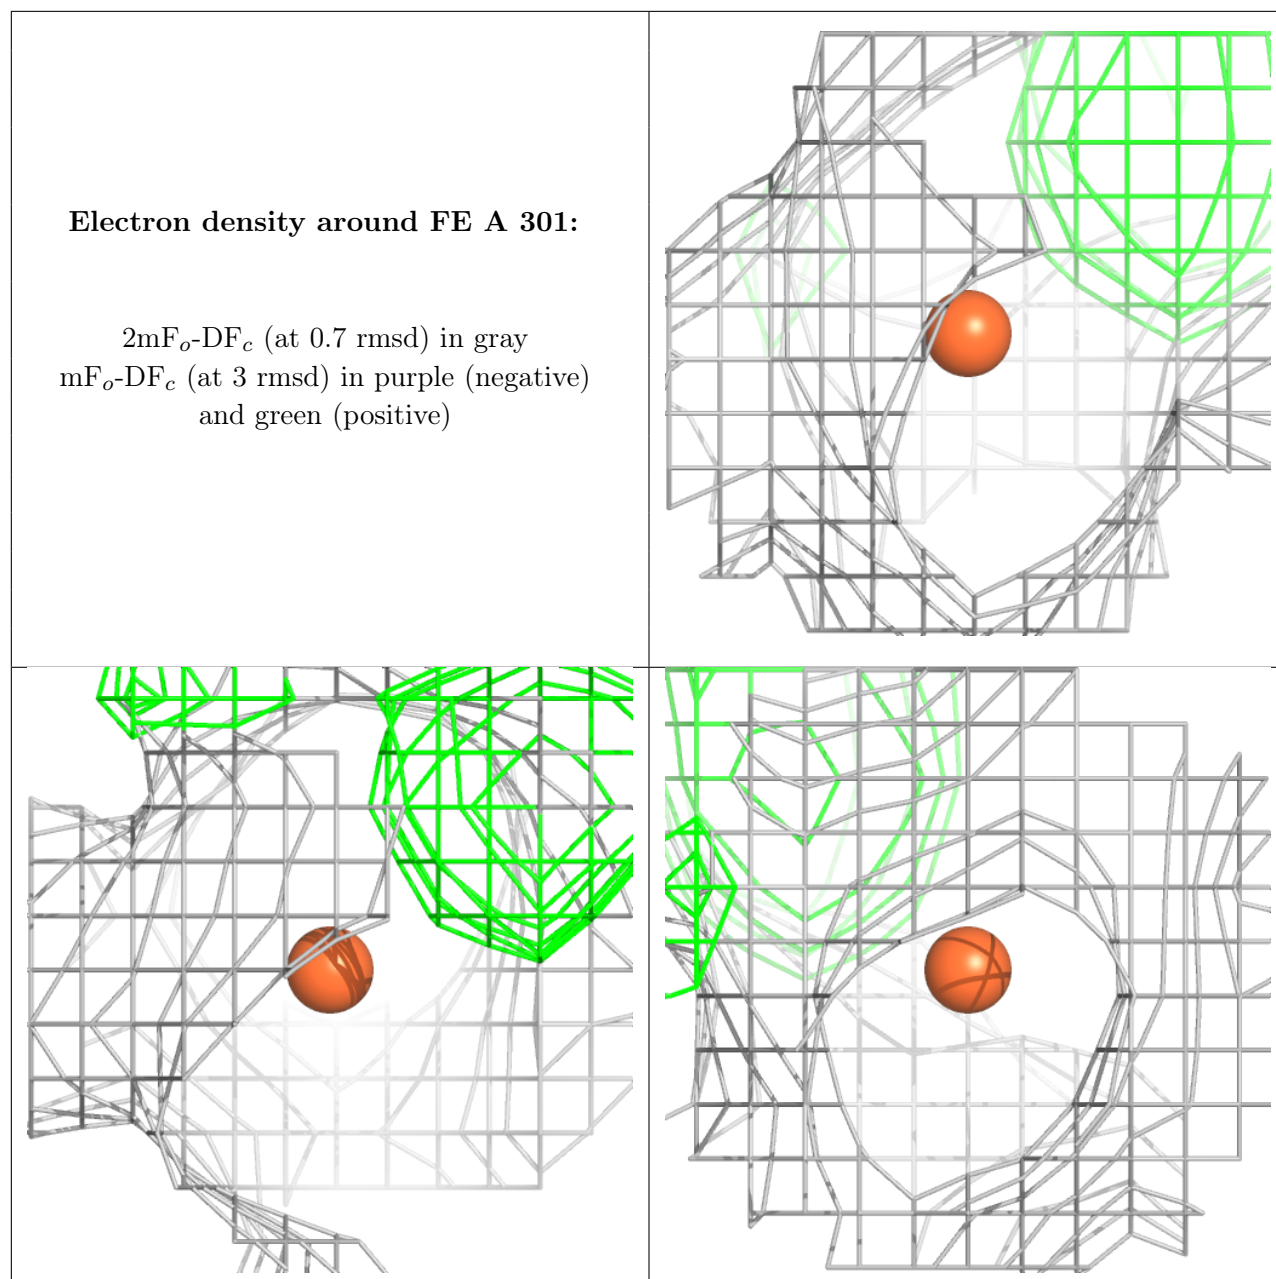 Electron density around FE A 301:
2mFo-DFc (at 0.7 rmsd) in gray
mFo-DFc (at 3 rmsd) in purple (negative)
and green (positive)